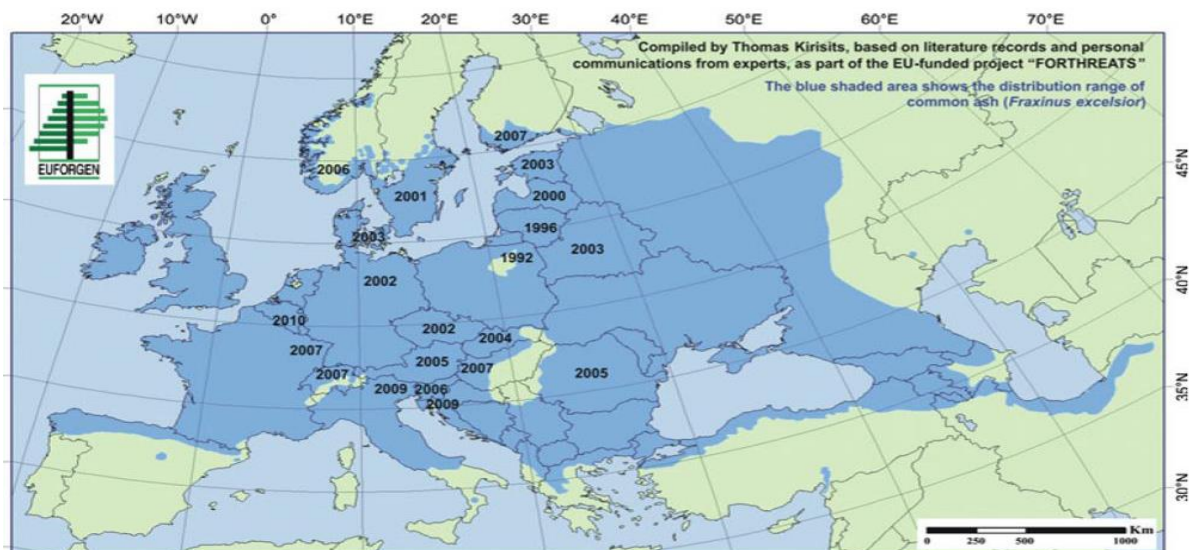 20°W 10°W 0° 10°E 20°E 30°E 40°E 50°E 60°E 70°E
Compiled by Thomas Kirisits, based on literature records and personal
communications from experts, as part of the EU-funded project “FORTHREATS”
The blue shaded area shows the distribution range of
common ash (Fraxinus excelsior)
EUFORGEN
2007
2003
2006
2001
2000
45°N
1996
2003
2003
1992
2002
40°N
2010
2002
2004
2007
2005
2007
2007
2005
2009
2006
2009
35°N
30°N
Km
0 250 500 1000